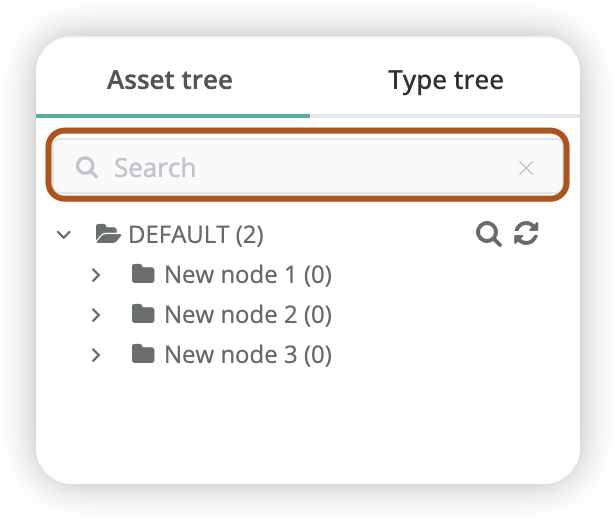 Asset tree Type tree
Search
DEFAULT (2)
New node 1 (0)
New node 2 (0)
New node 3 (0)